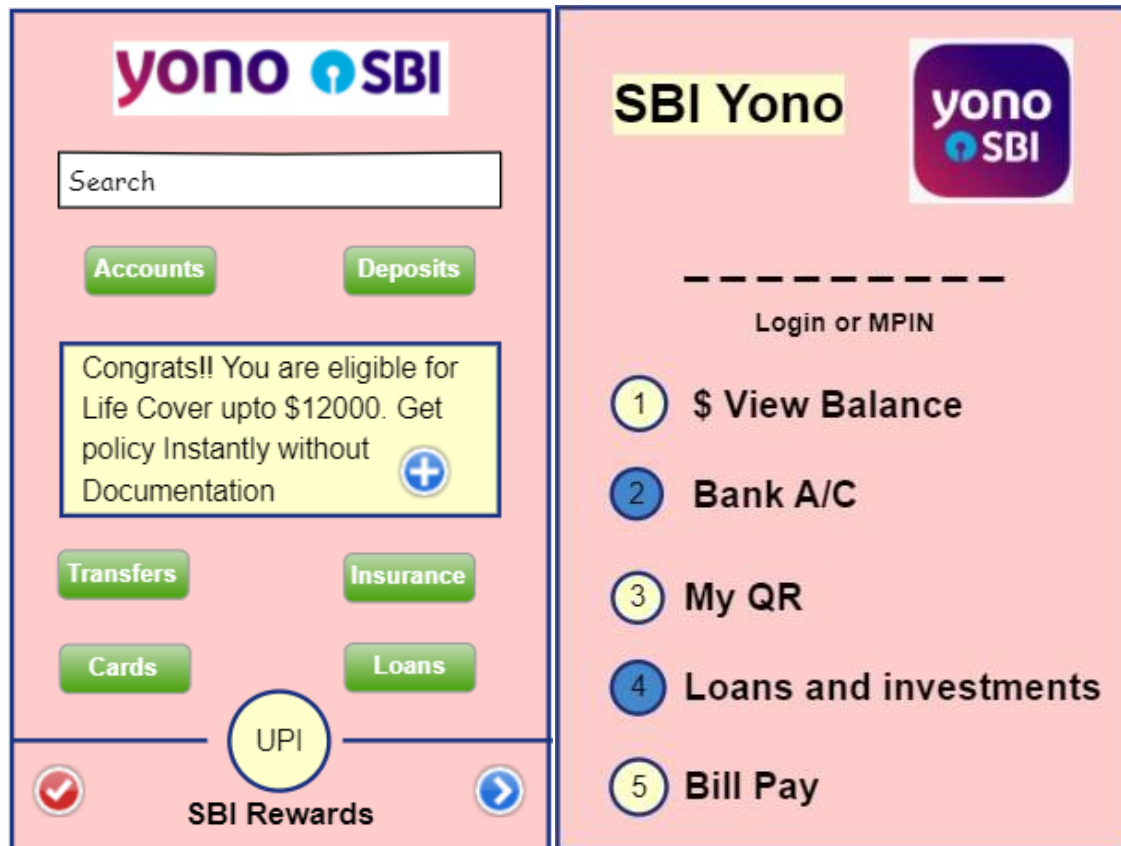 yono SBI
Search
Accounts
Deposits
Congrats!! You are eligible for
Life Cover upto $12000. Get
policy Instantly without
Documentation
Transfers
Insurance
Cards
Loans
UPI
SBI Rewards
SBI Yono
yono
SBI
Login or MPIN
1 $ View Balance
2 Bank A/C
3 My QR
4 Loans and investments
5 Bill Pay